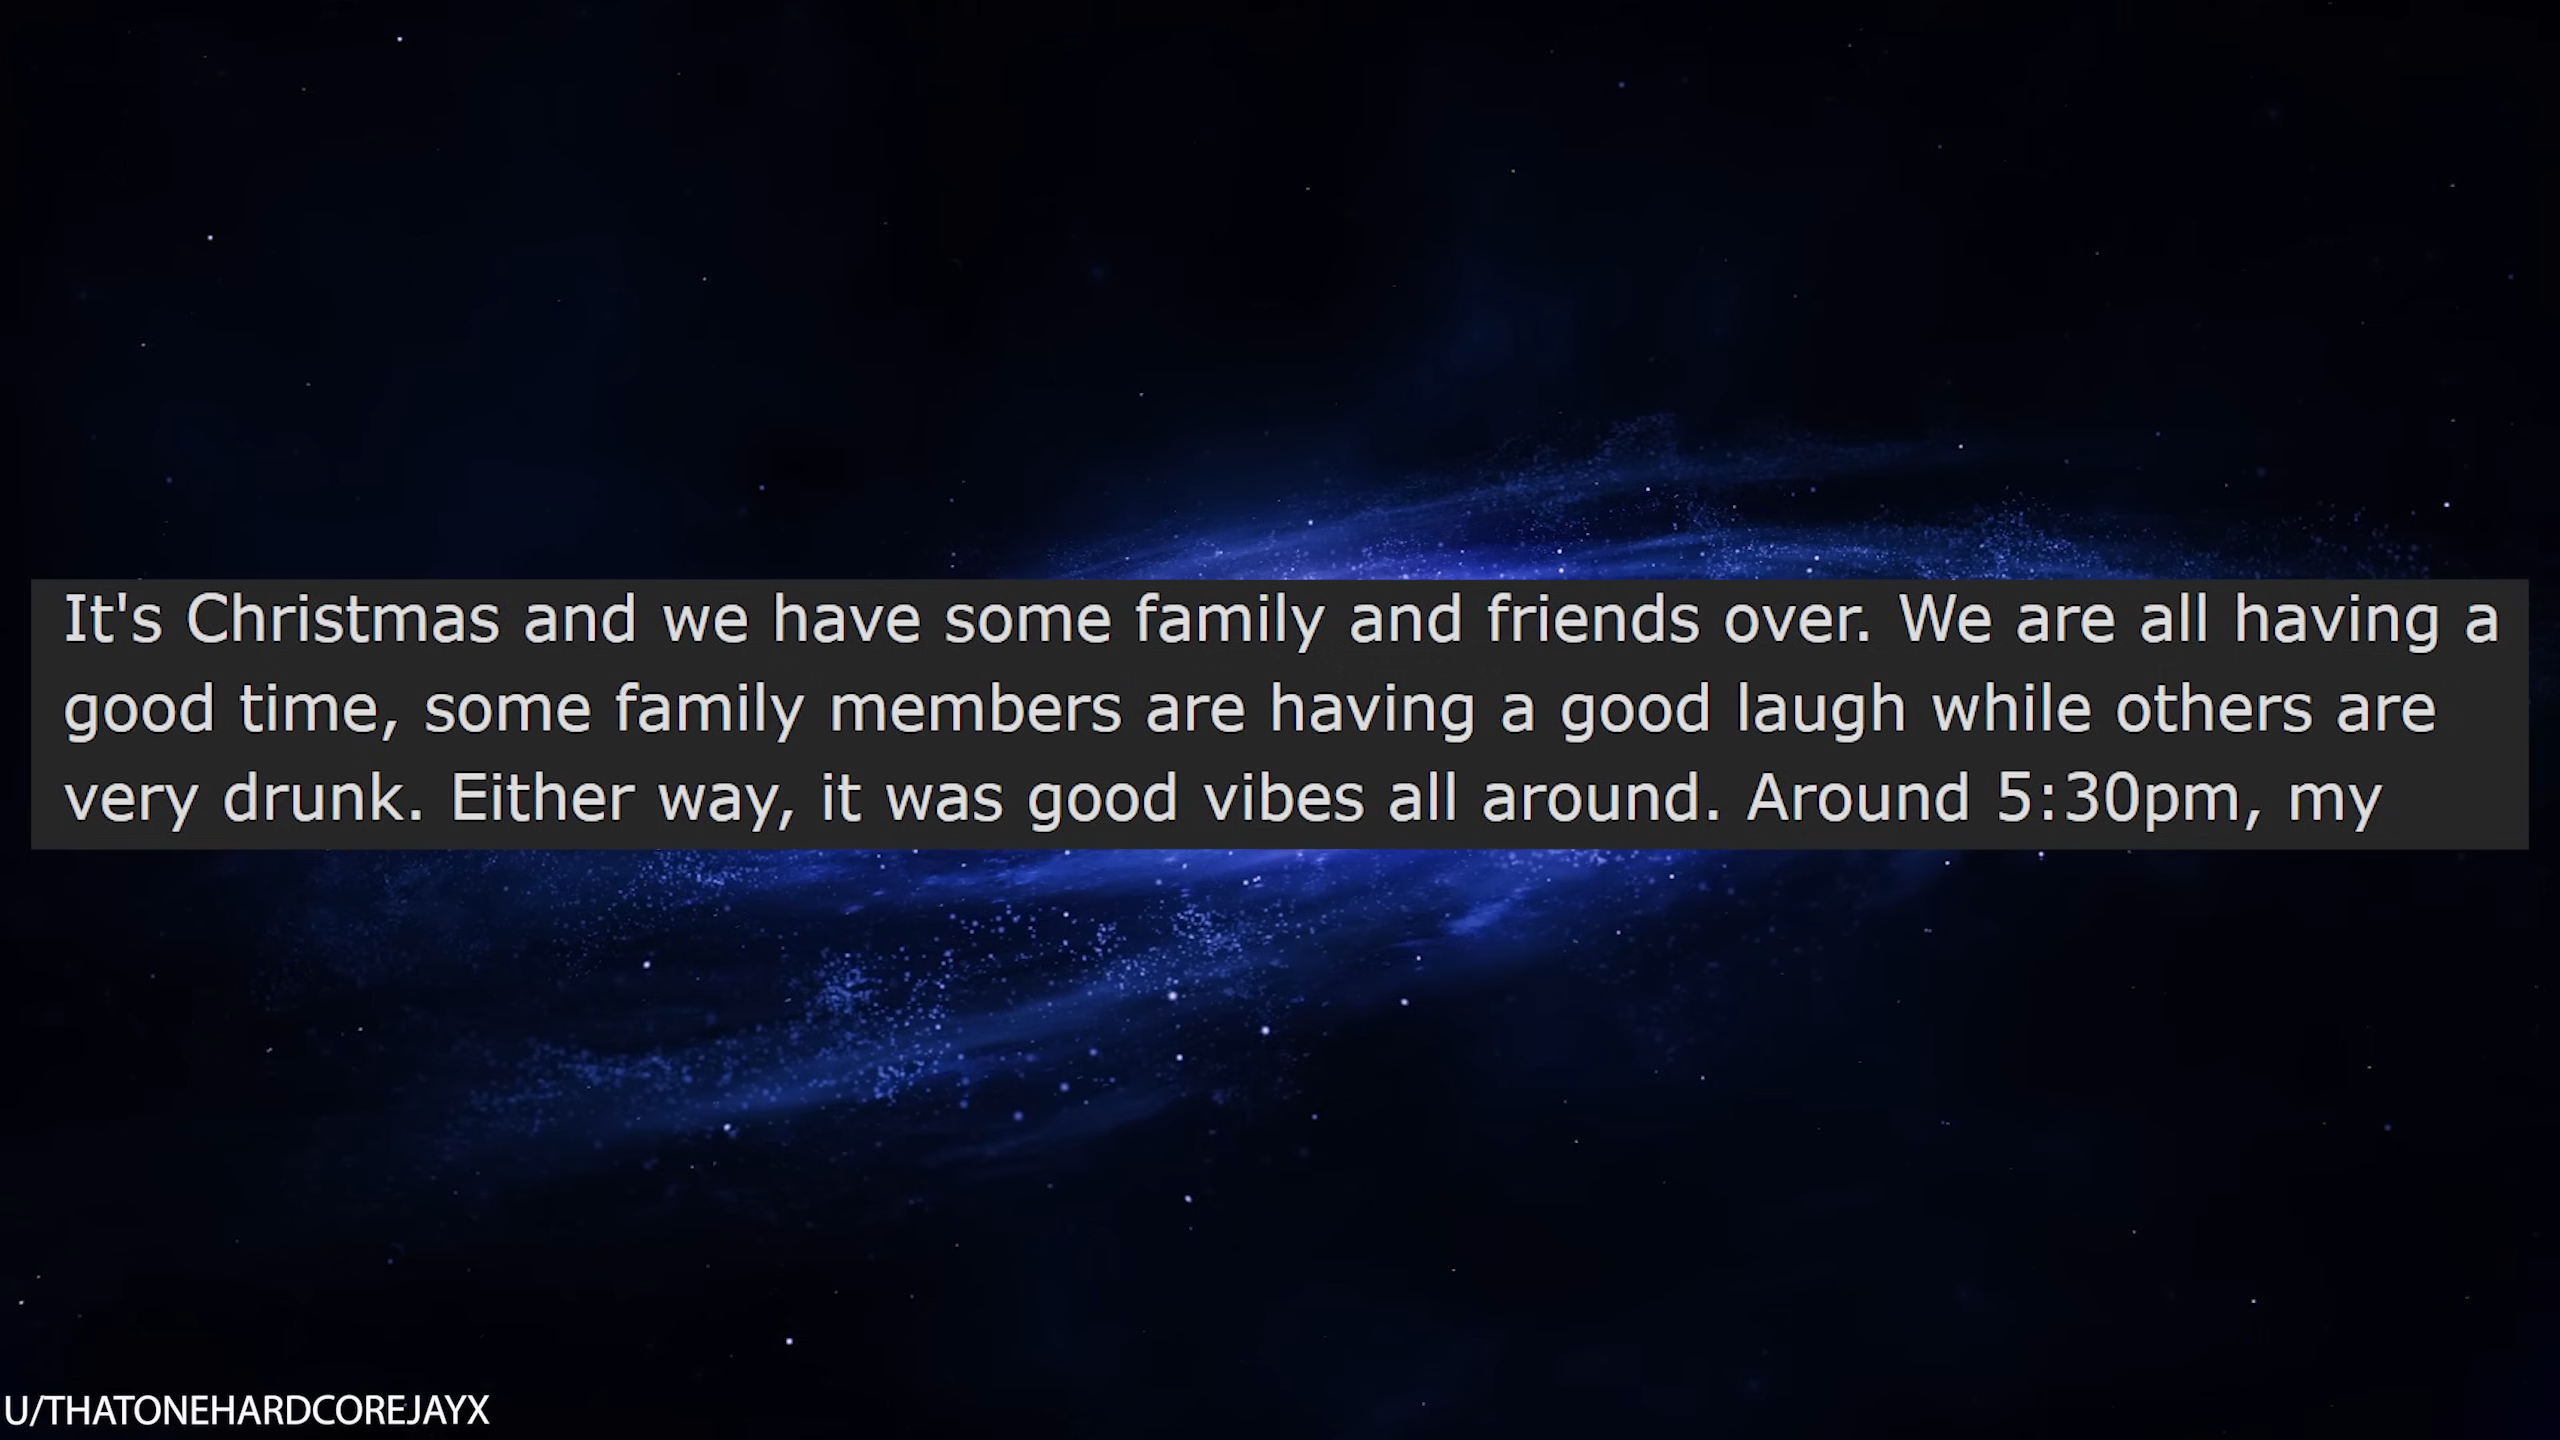 It's Christmas and we have some family and friends over. We are all having a
good time, some family members are having a good laugh while others are
very drunk. Either way, it was good vibes all around. Around 5:30pm, my
U/THATONEHARDCOREJAYX